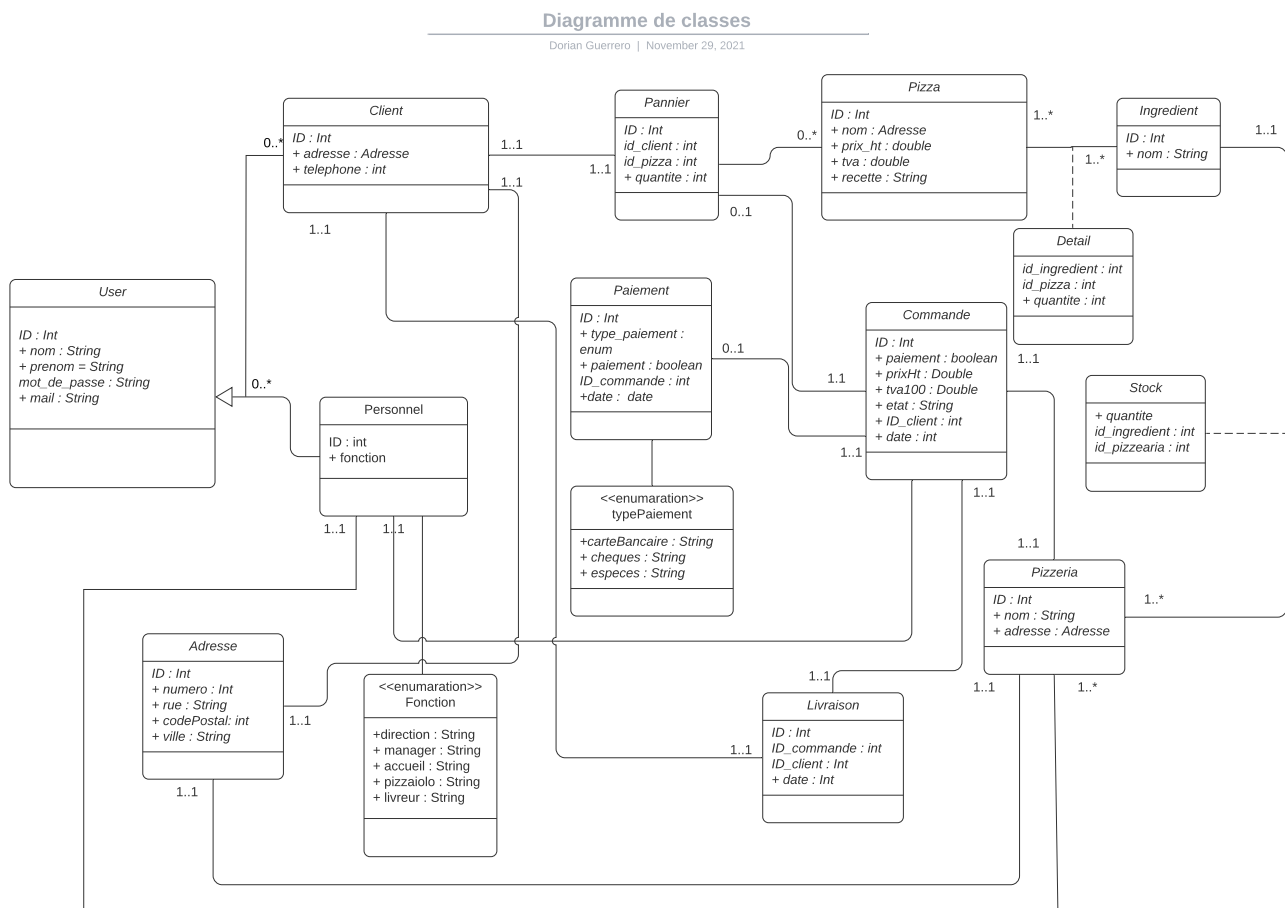 Diagramme de classes
Dorian Guerrero | November 29, 2021
Client
ID : Int
+ adresse : Adresse
+ telephone : int
0..*
1..1
1..1
1..1
1..1
Pannier
ID : Int
id_client : int
id_pizza : int
+ quantite : int
0..*
0..1
Pizza
ID : Int
+ nom : Adresse
+ prix_ht : double
+ tva : double
+ recette : String
1..*
1..*
Ingredient
ID : Int
+ nom : String
1..1
Detail
id_ingredient : int
id_pizza : int
+ quantite : int
User
ID : Int
+ nom : String
+ prenom = String
mot_de_passe : String
+ mail : String
0..*
Personnel
ID : int
+ fonction
1..1
1..1
Paiement
ID : Int
+ type_paiement :
enum
+ paiement : boolean
ID_commande : int
+date :  date
0..1
1.1
1..1
Commande
ID : Int
+ paiement : boolean
+ prixHt : Double
+ tva100 : Double
+ etat : String
+ ID_client : int
+ date : int
1..1
1..1
Stock
+ quantite
id_ingredient : int
id_pizzearia : int
<<enumaration>>
typePaiement
+carteBancaire : String
+ cheques : String
+ especes : String
1..1
Pizzeria
ID : Int
+ nom : String
+ adresse : Adresse
1..*
1..1
1..*
Adresse
ID : Int
+ numero : Int
+ rue : String
+ codePostal: int
+ ville : String
1..1
1..1
<<enumaration>>
Fonction
+direction : String
+ manager : String
+ accueil : String
+ pizzaiolo : String
+ livreur : String
1..1
1..1
Livraison
ID : Int
ID_commande : int
ID_client : Int
+ date : Int